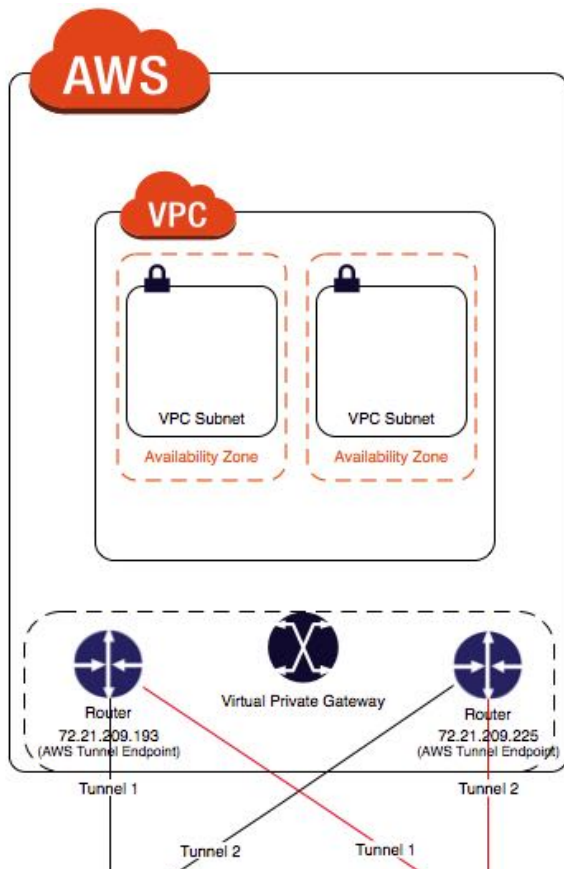 AWS
VPC
VPC Subnet
Availability Zone
VPC Subnet
Availability Zone
Virtual Private Gateway
Router
72.21.209.193
(AWS Tunnel Endpoint)
Router
72.21.209.225
(AWS Tunnel Endpoint)
Tunnel 1
Tunnel 2
Tunnel 2
Tunnel 1